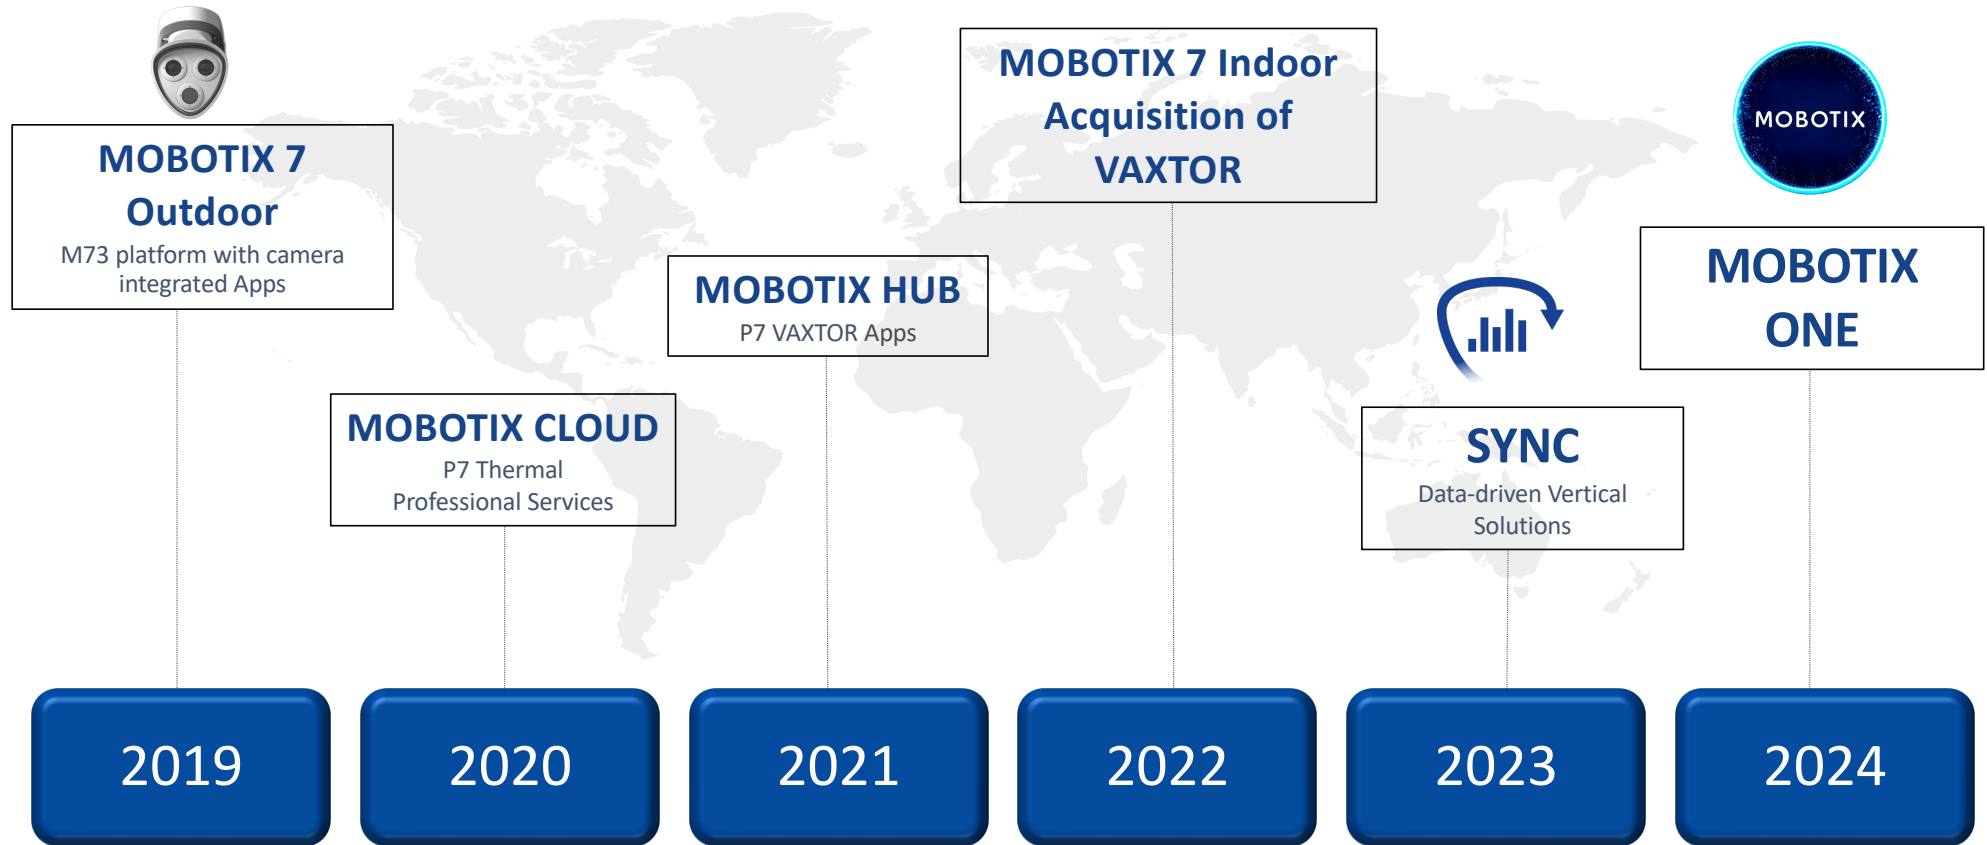 MOBOTIX 7
Outdoor
M73 platform with camera
integrated Apps
MOBOTIX CLOUD
P7 Thermal
Professional Services
MOBOTIX HUB
P7 VAXTOR Apps
MOBOTIX 7 Indoor
Acquisition of
VAXTOR
SYNC
Data-driven Vertical
Solutions
MOBOTIX
MOBOTIX
ONE
2019
2020
2021
2022
2023
2024